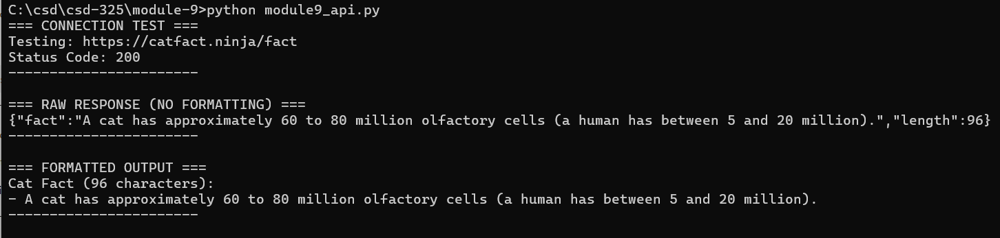 C:\csd\csd-325\module-9>python module9_api.py
=== CONNECTION TEST ===
Testing: https://catfact.ninja/fact
Status Code: 200
-----------------------
=== RAW RESPONSE (NO FORMATTING) ===
{"fact":"A cat has approximately 60 to 80 million olfactory cells (a human has between 5 and 20 million).","length":96}
-----------------------
=== FORMATTED OUTPUT ===
Cat Fact (96 characters):
- A cat has approximately 60 to 80 million olfactory cells (a human has between 5 and 20 million).
-----------------------